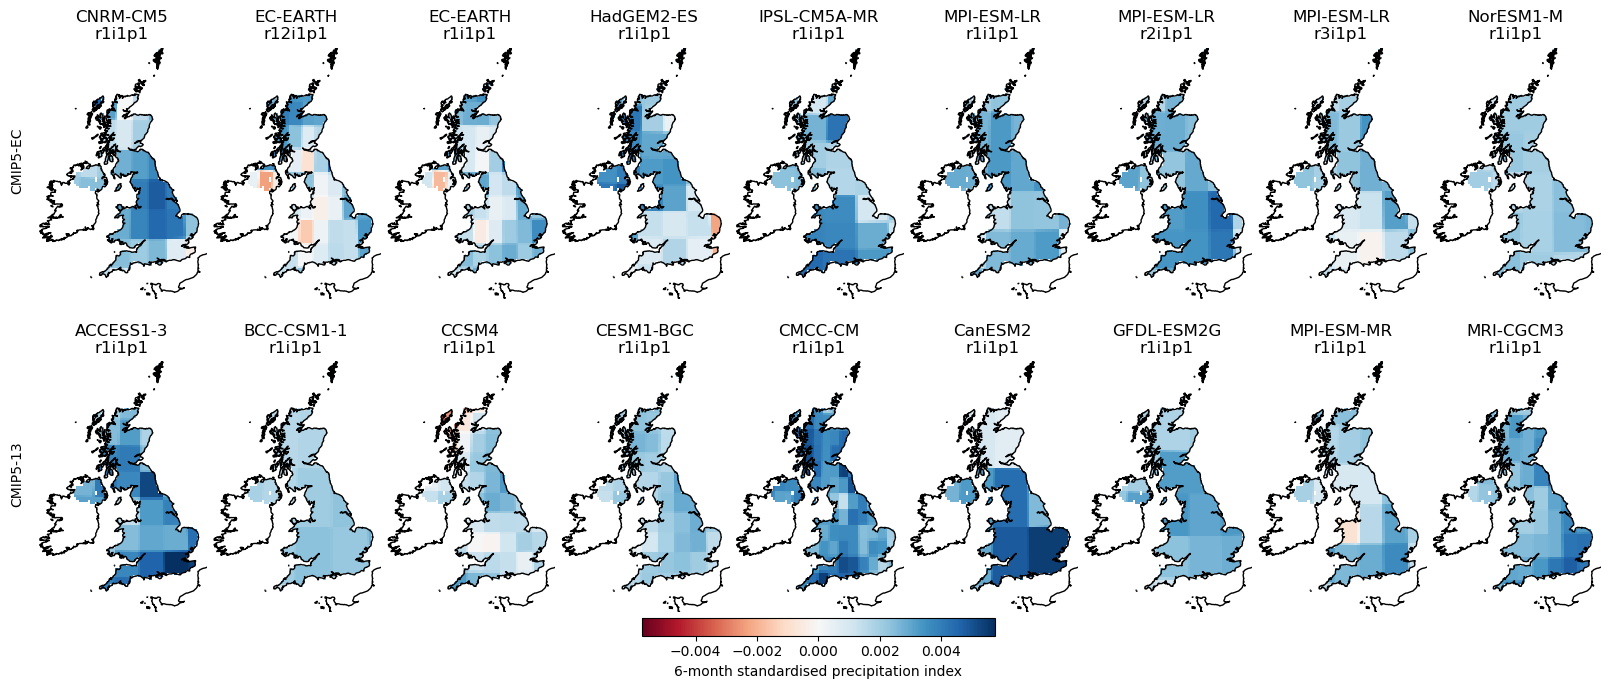 CNRM-CM5 EC-EARTH EC-EARTH HadGEM2-ES IPSL-CM5A-MR MPI-ESM-LR MPI-ESM-LR MPI-ESM-LR NorESM1-M
r1i1p1 r12i1p1 r1i1p1 r1i1p1 r1i1p1 r1i1p1 r2i1p1 r3i1p1 r1i1p1
CMIP5-EC
ACCESS1-3 BCC-CSM1-1 CCSM4 CESM1-BGC CMCC-CM CanESM2 GFDL-ESM2G MPI-ESM-MR MRI-CGCM3
r1i1p1 r1i1p1 r1i1p1 r1i1p1 r1i1p1 r1i1p1 r1i1p1 r1i1p1 r1i1p1
CMIP5-13
−0.004 −0.002 0.000 0.002 0.004
6-month standardised precipitation index